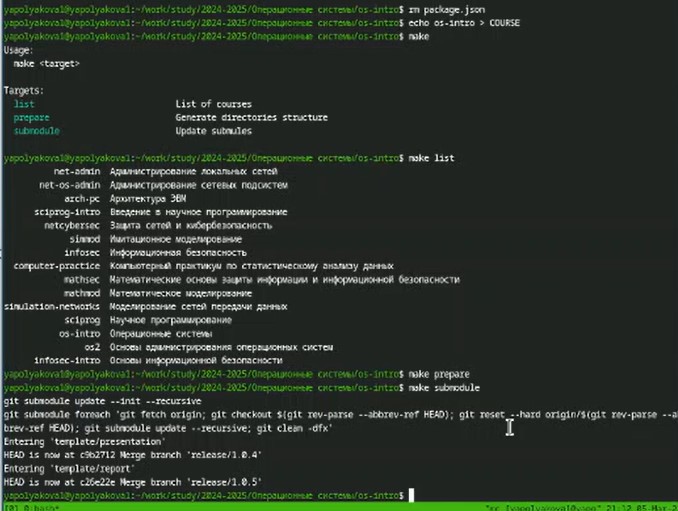 yapolyakova1@yapolyakova1:~/work/study/2024-2025/Операционные системы/os-intro$ rm package.json
yapolyakova1@yapolyakova1:~/work/study/2024-2025/Операционные системы/os-intro$ echo os-intro > COURSE
yapolyakova1@yapolyakova1:~/work/study/2024-2025/Операционные системы/os-intro$ make
Usage:
make <target>
Targets:
list List of courses
prepare Generate directories structure
submodule Update submules
yapolyakova1@yapolyakova1:~/work/study/2024-2025/Операционные системы/os-intro$ make list
net-admin Администрирование локальных сетей
net-os-admin Администрирование сетевых подсистем
arch-pc Архитектура ЭВМ
sciprog-intro Введение в научное программирование
netcybersec Защита сетей и кибербезопасность
simmod Имитационное моделирование
infosec Информационная безопасность
computer-practice Компьютерный практикум по статистическому анализу данных
mathsec Математические основы защиты информации и информационной безопасности
mathmod Математическое моделирование
simulation-networks Моделирование сетей передачи данных
sciprog Научное программирование
os-intro Операционные системы
os2 Основы администрирования операционных систем
infosec-intro Основы информационной безопасности
yapolyakova1@yapolyakova1:~/work/study/2024-2025/Операционные системы/os-intro$ make prepare
yapolyakova1@yapolyakova1:~/work/study/2024-2025/Операционные системы/os-intro$ make submodule
git submodule update --init --recursive
git submodule foreach 'git fetch origin; git checkout $(git rev-parse --abbrev-ref HEAD); git reset --hard origin/$(git rev-parse --a
brev-ref HEAD); git submodule update --recursive; git clean -dfx'
Entering 'template/presentation'
HEAD is now at c9b2712 Merge branch 'release/1.0.4'
Entering 'template/report'
HEAD is now at c26e22e Merge branch 'release/1.0.5'
yapolyakova1@yapolyakova1:~/work/study/2024-2025/Операционные системы/os-intro$
[0] 0:bash* 21:12 05-Mar-2